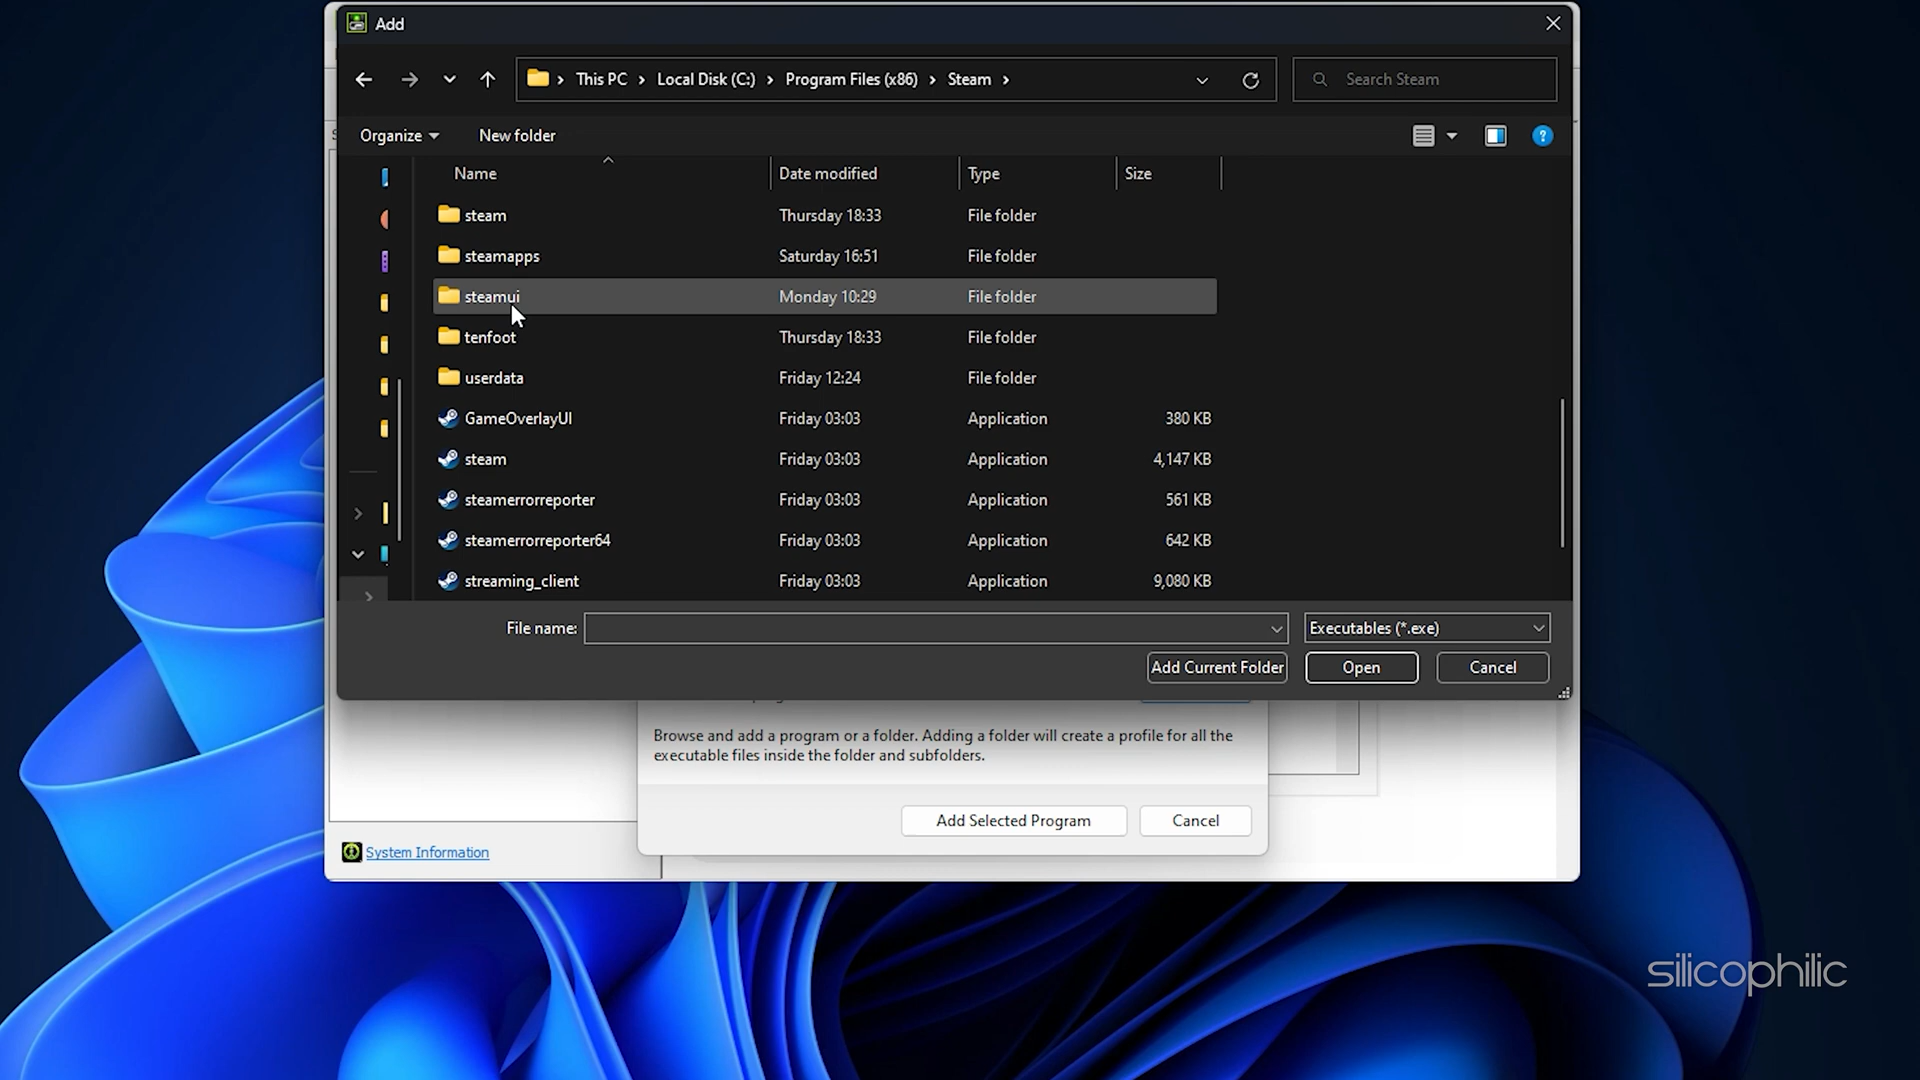 Add
This PC > Local Disk (C:) > Program Files (x86) > Steam >
Search Steam
Organize
New folder
Name Date modified Type Size
steam Thursday 18:33 File folder
steamapps Saturday 16:51 File folder
steamui Monday 10:29 File folder
tenfoot Thursday 18:33 File folder
userdata Friday 12:24 File folder
GameOverlayUI Friday 03:03 Application 380 KB
steam Friday 03:03 Application 4,147 KB
steamerrorreporter Friday 03:03 Application 561 KB
steamerrorreporter64 Friday 03:03 Application 642 KB
streaming_client Friday 03:03 Application 9,080 KB
File name:
Executables (*.exe)
Add Current Folder Open Cancel
Browse and add a program or a folder. Adding a folder will create a profile for all the
executable files inside the folder and subfolders.
Add Selected Program Cancel
System Information
silicophilic